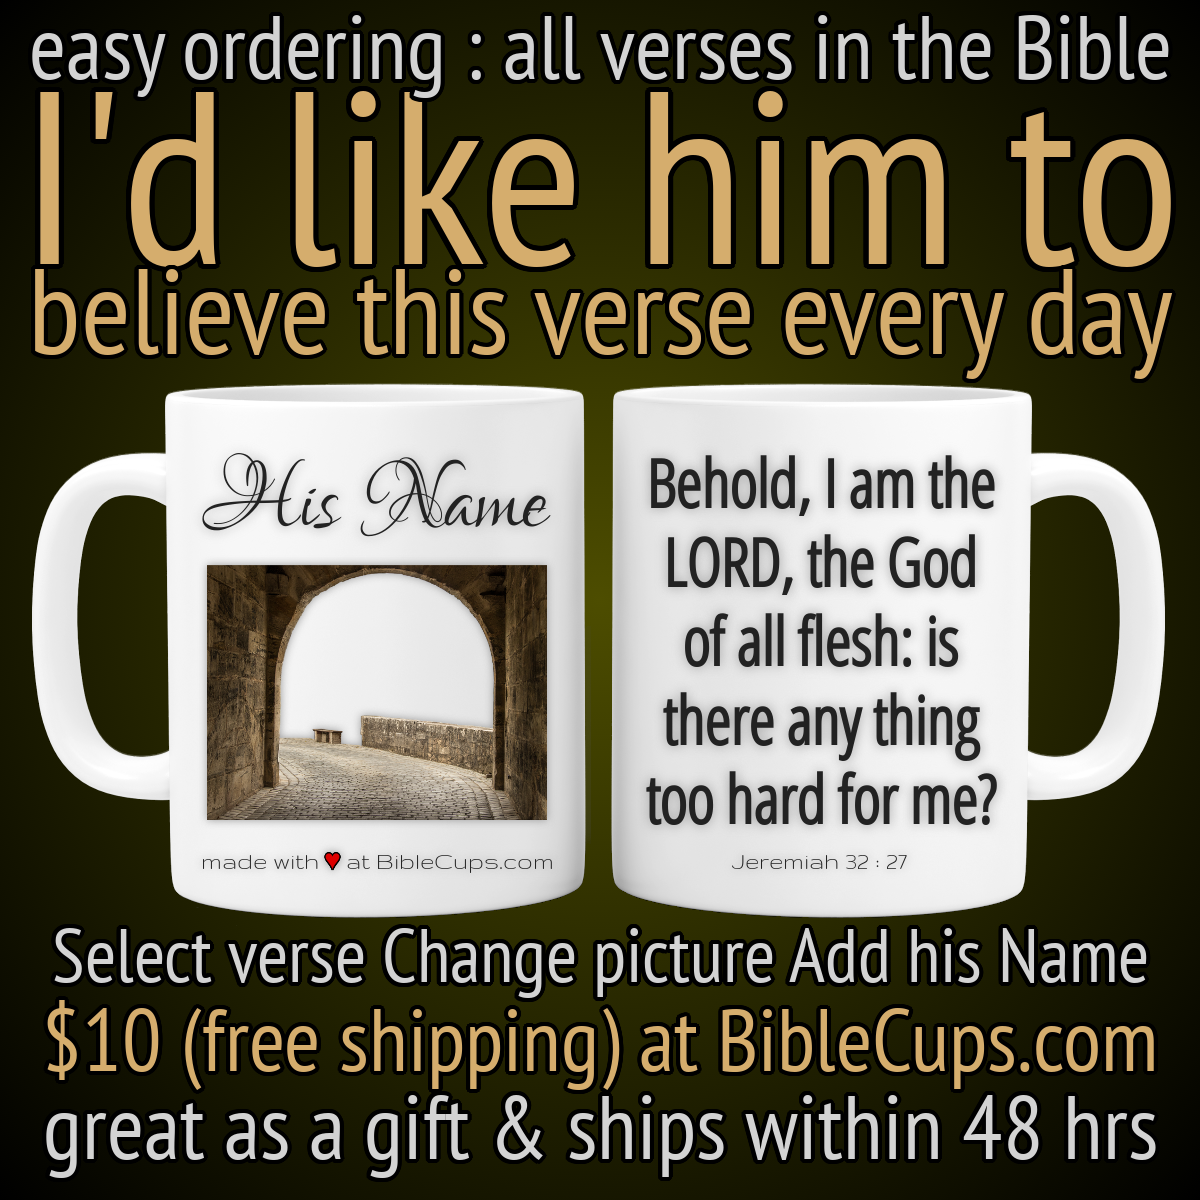 easy ordering : all verses in the Bible
I'd like him to
believe this verse every day
His Name
made with ♥ at BibleCups.com
Behold, I am the
LORD, the God
of all flesh: is
there any thing
too hard for me?
Jeremiah 32 : 27
Select verse Change picture Add his Name
$10 (free shipping) at BibleCups.com
great as a gift & ships within 48 hrs